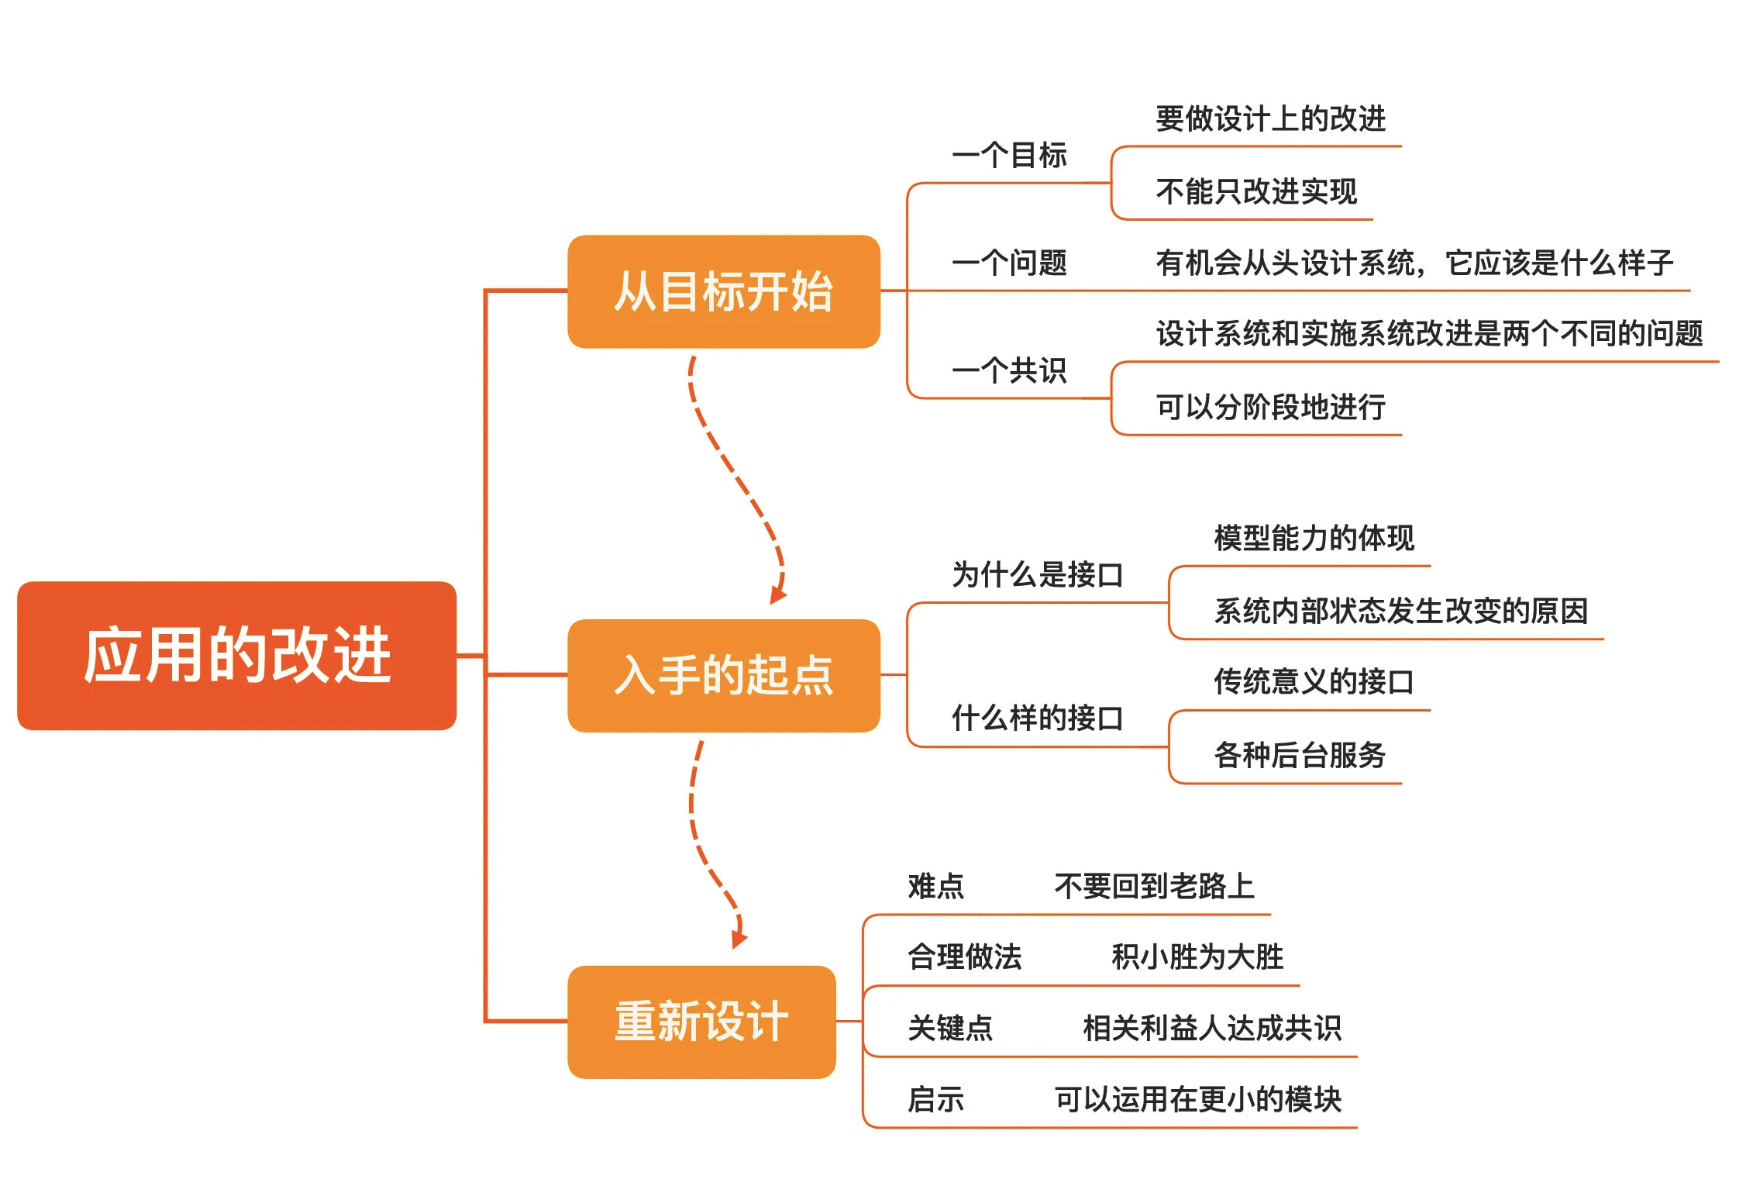 应用的改进
从目标开始
一个目标
要做设计上的改进
不能只改进实现
一个问题
有机会从头设计系统，它应该是什么样子
一个共识
设计系统和实施系统改进是两个不同的问题
可以分阶段地进行
入手的起点
为什么是接口
模型能力的体现
系统内部状态发生改变的原因
什么样的接口
传统意义的接口
各种后台服务
重新设计
难点
不要回到老路上
合理做法
积小胜为大胜
关键点
相关利益人达成共识
启示
可以运用在更小的模块